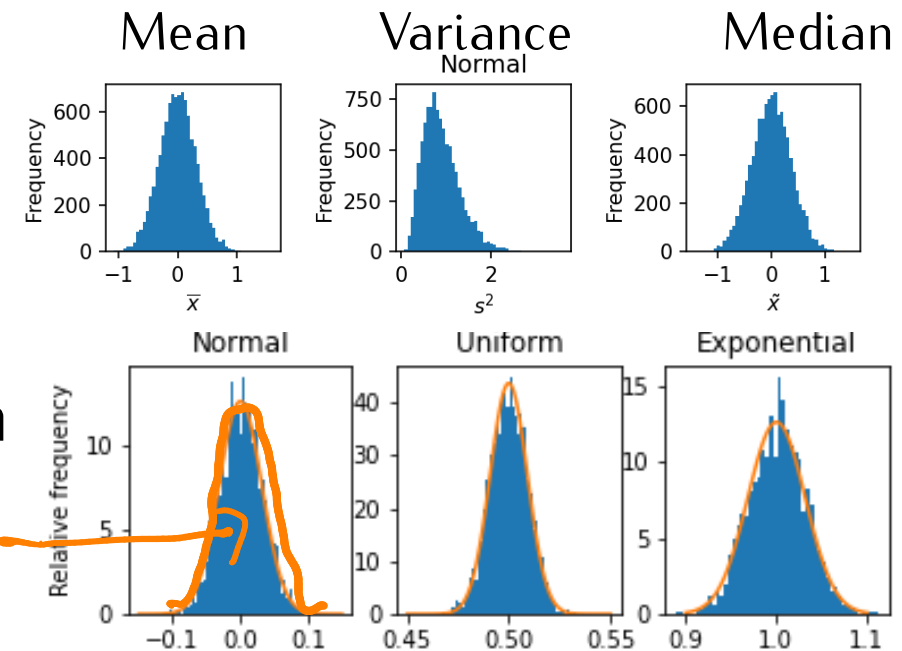 Mean Variance Median
Normal
Frequency Frequency Frequency
600 750 600
400 500 400
200 250 200
0 0 0
−1 0 1 0 2 −1 0 1
x̅ s² x̃
Normal Uniform Exponential
Relative frequency
10 40 15
5 30 10
0 20 5
10 0
0
−0.1 0.0 0.1 0.45 0.50 0.55 0.9 1.0 1.1